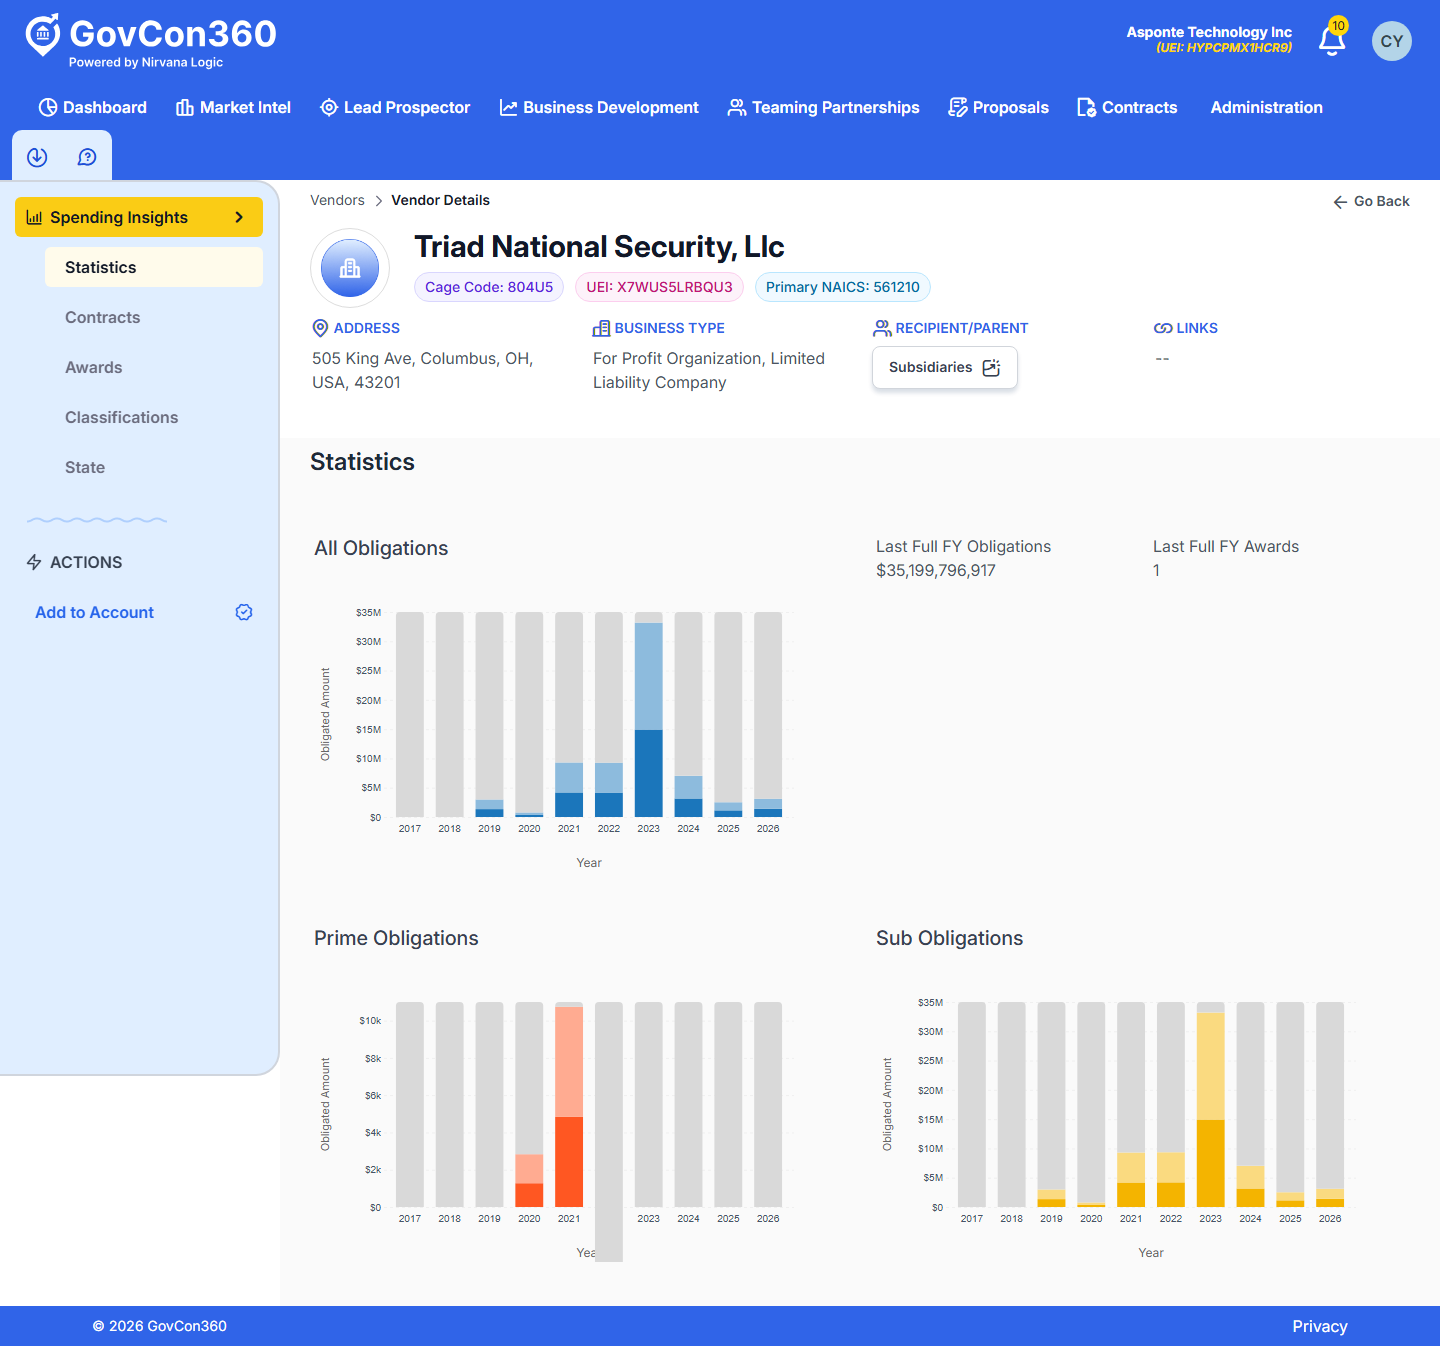 GovCon360
Powered by Nirvana Logic
Asponte Technology Inc
(UEI: HYPCPMX1HCR9)
10
CY
Dashboard Market Intel Lead Prospector Business Development Teaming Partnerships Proposals Contracts Administration
Spending Insights
Statistics
Contracts
Awards
Classifications
State
ACTIONS
Add to Account
Vendors > Vendor Details
Go Back
Triad National Security, Llc
Cage Code: 804U5 UEI: X7WUS5LRBQU3 Primary NAICS: 561210
ADDRESS
505 King Ave, Columbus, OH,
USA, 43201
BUSINESS TYPE
For Profit Organization, Limited
Liability Company
RECIPIENT/PARENT
Subsidiaries
LINKS
--
Statistics
All Obligations
Last Full FY Obligations
$35,199,796,917
Last Full FY Awards
1
$35M
$30M
$25M
$20M
$15M
$10M
$5M
$0
Obligated Amount
2017 2018 2019 2020 2021 2022 2023 2024 2025 2026
Year
Prime Obligations
$10k
$8k
$6k
$4k
$2k
$0
Obligated Amount
2017 2018 2019 2020 2021 2023 2024 2025 2026
Yea
Sub Obligations
$35M
$30M
$25M
$20M
$15M
$10M
$5M
$0
Obligated Amount
2017 2018 2019 2020 2021 2022 2023 2024 2025 2026
Year
© 2026 GovCon360
Privacy